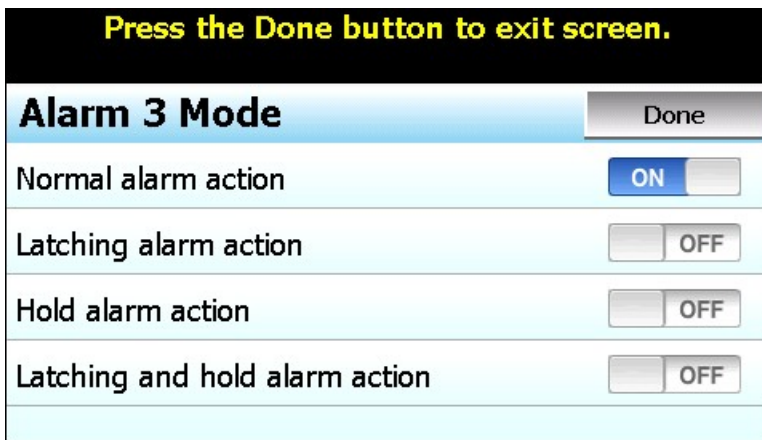 Press the Done button to exit screen.
Alarm 3 Mode Done
Normal alarm action ON
Latching alarm action OFF
Hold alarm action OFF
Latching and hold alarm action OFF